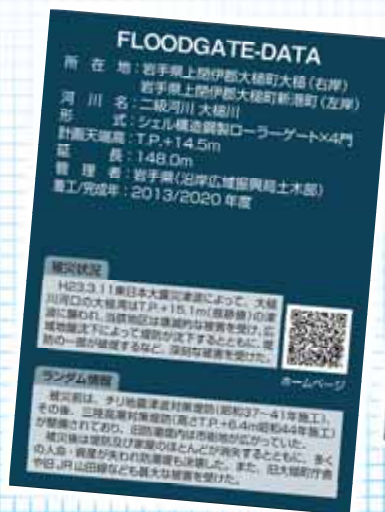 FLOODGATE-DATA
所在地：岩手県上閉伊郡大槌町大槌（右岸）
岩手県上閉伊郡大槌町新港町（左岸）
河川名：二級河川 大槌川
形式：シェル構造鋼製ローラーゲート×4門
計画天端高：T.P.+14.5m
延長：148.0m
管理者：岩手県（沿岸広域振興局土木部）
着工/完成年：2013/2020年度
被災状況
H23.3.11東日本大震災津波によって、大槌
川河口の大槌湾はT.P.+15.1m（痕跡値）の津
波に襲われ、当該地区は壊滅的な被害を受け、広
域地盤沈下によって堤防が沈下するとともに、堤
防の一部が破堤するなど、深刻な被害を受けた。
ホームページ
ランダム情報
被災前は、チリ地震津波対策堤防（昭和37～41年施工）、
その後、三陸高潮対策堤防（高さT.P.+6.4m昭和44年施工）
が整備されており、旧防潮堤内は市街地が広がっていた。
被災後は堤防及び家屋のほとんどが消失するとともに、多く
の人命・資産が失われ防潮堤も決壊した。また、旧大槌町庁舎
や旧JR山田線なども甚大な被害を受けた。